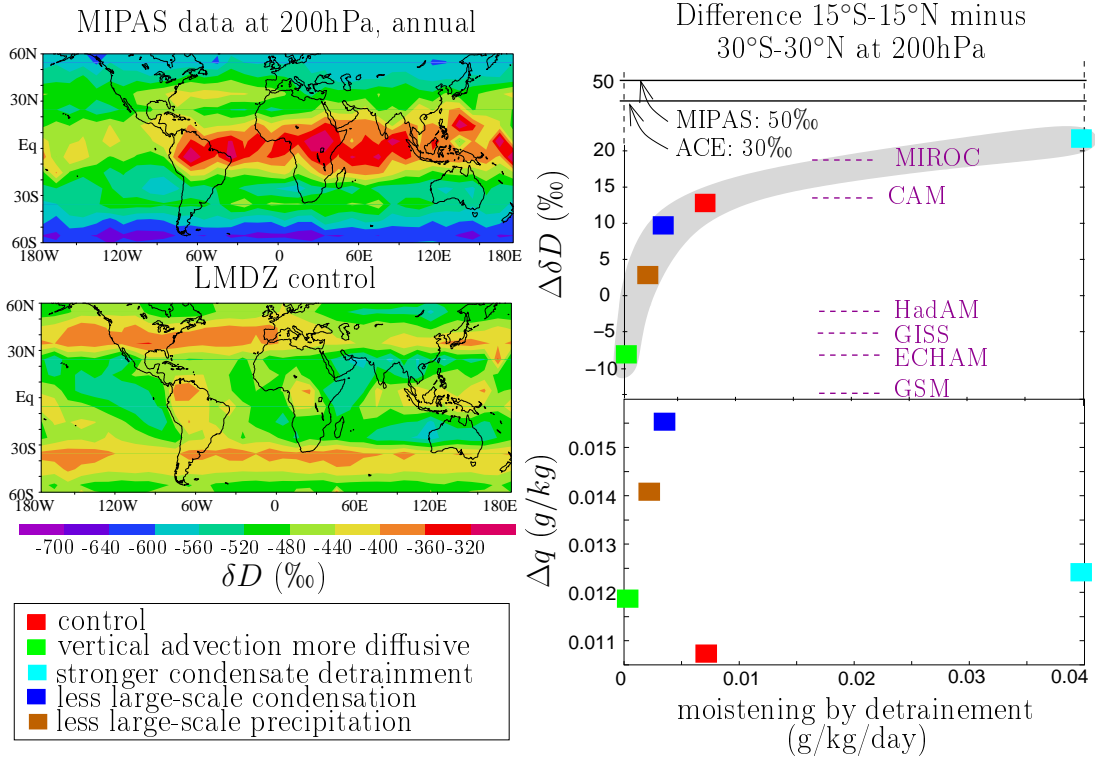 MIPAS data at 200hPa, annual
60N
30N
Eq
30S
60S
180W 120W 60W 0 60E 120E 180E
LMDZ control
60N
30N
Eq
30S
60S
180W 120W 60W 0 60E 120E 180E
-700 -640 -600 -560 -520 -480 -440 -400 -360 -320
δD (‰)
control
vertical advection more diffusive
stronger condensate detrainment
less large-scale condensation
less large-scale precipitation
Difference 15°S-15°N minus
30°S-30°N at 200hPa
50
20
15
10
5
0
−5
−10
ΔδD (‰)
MIPAS: 50‰
ACE: 30‰
MIROC
CAM
HadAM
GISS
ECHAM
GSM
0.015
0.014
0.013
0.012
0.011
Δq (g/kg)
0 0.01 0.02 0.03 0.04
moistening by detrainement
(g/kg/day)